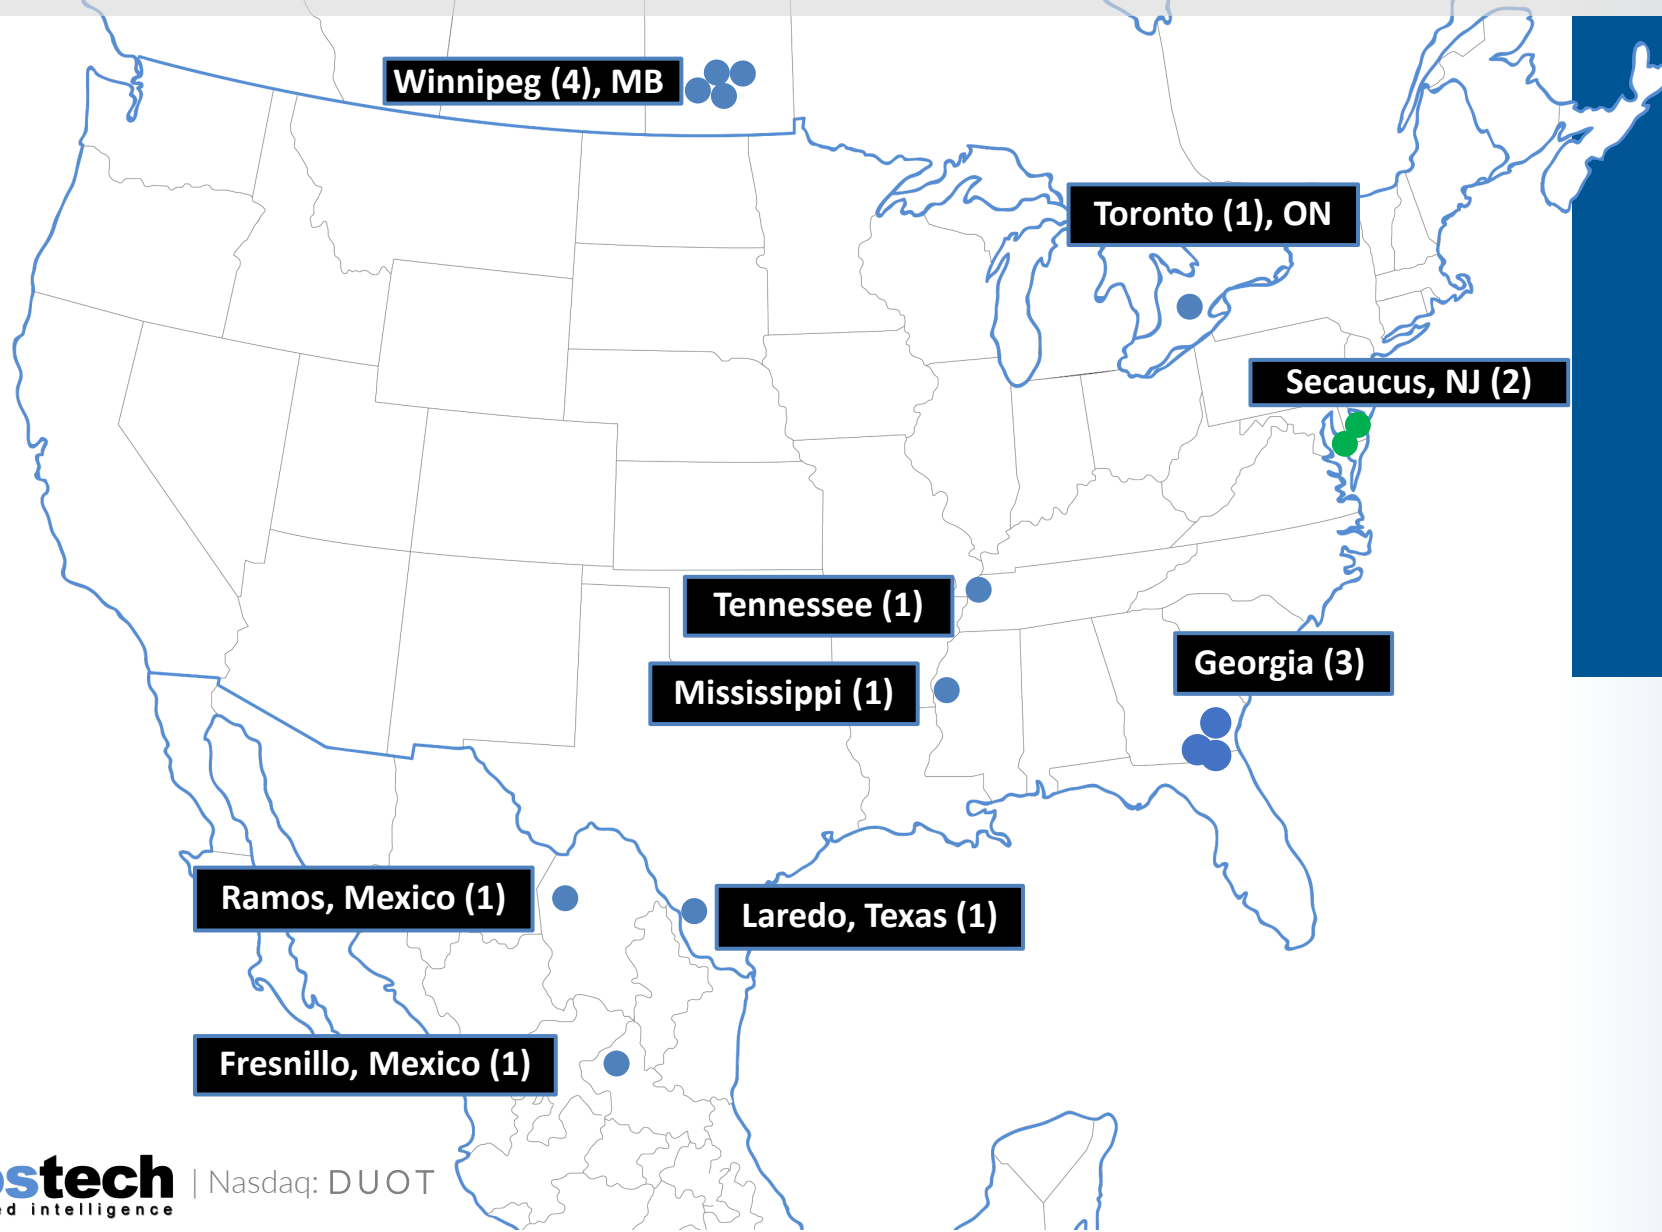 Winnipeg (4), MB
Toronto (1), ON
Secaucus, NJ (2)
Tennessee (1)
Georgia (3)
Mississippi (1)
Ramos, Mexico (1)
Laredo, Texas (1)
Fresnillo, Mexico (1)
stech | Nasdaq: DUOT
intelligence